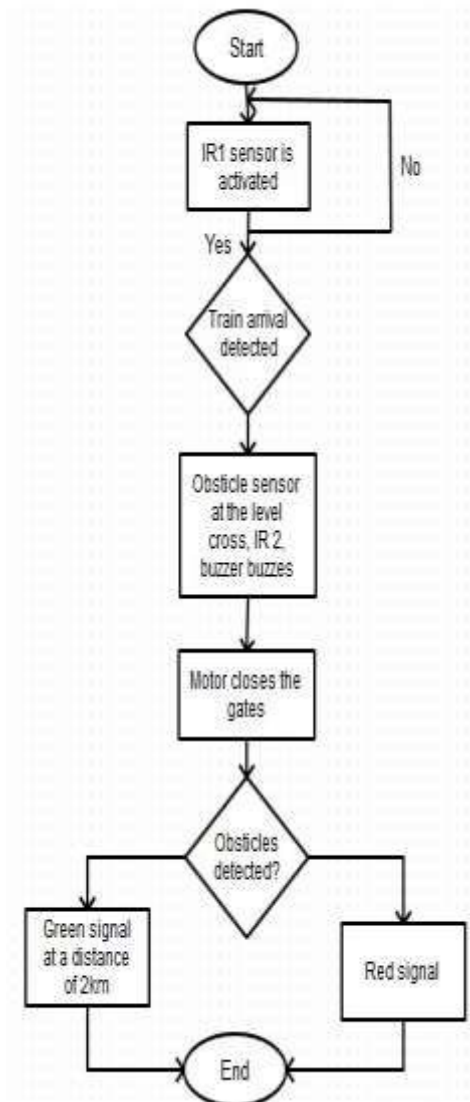 Start
IR1 sensor is
activated
No
Yes
Train arrival
detected
Obsticle sensor
at the level
cross, IR 2,
buzzer buzzes
Motor closes the
gates
Obsticles
detected?
Green signal
at a distance
of 2km
Red signal
End